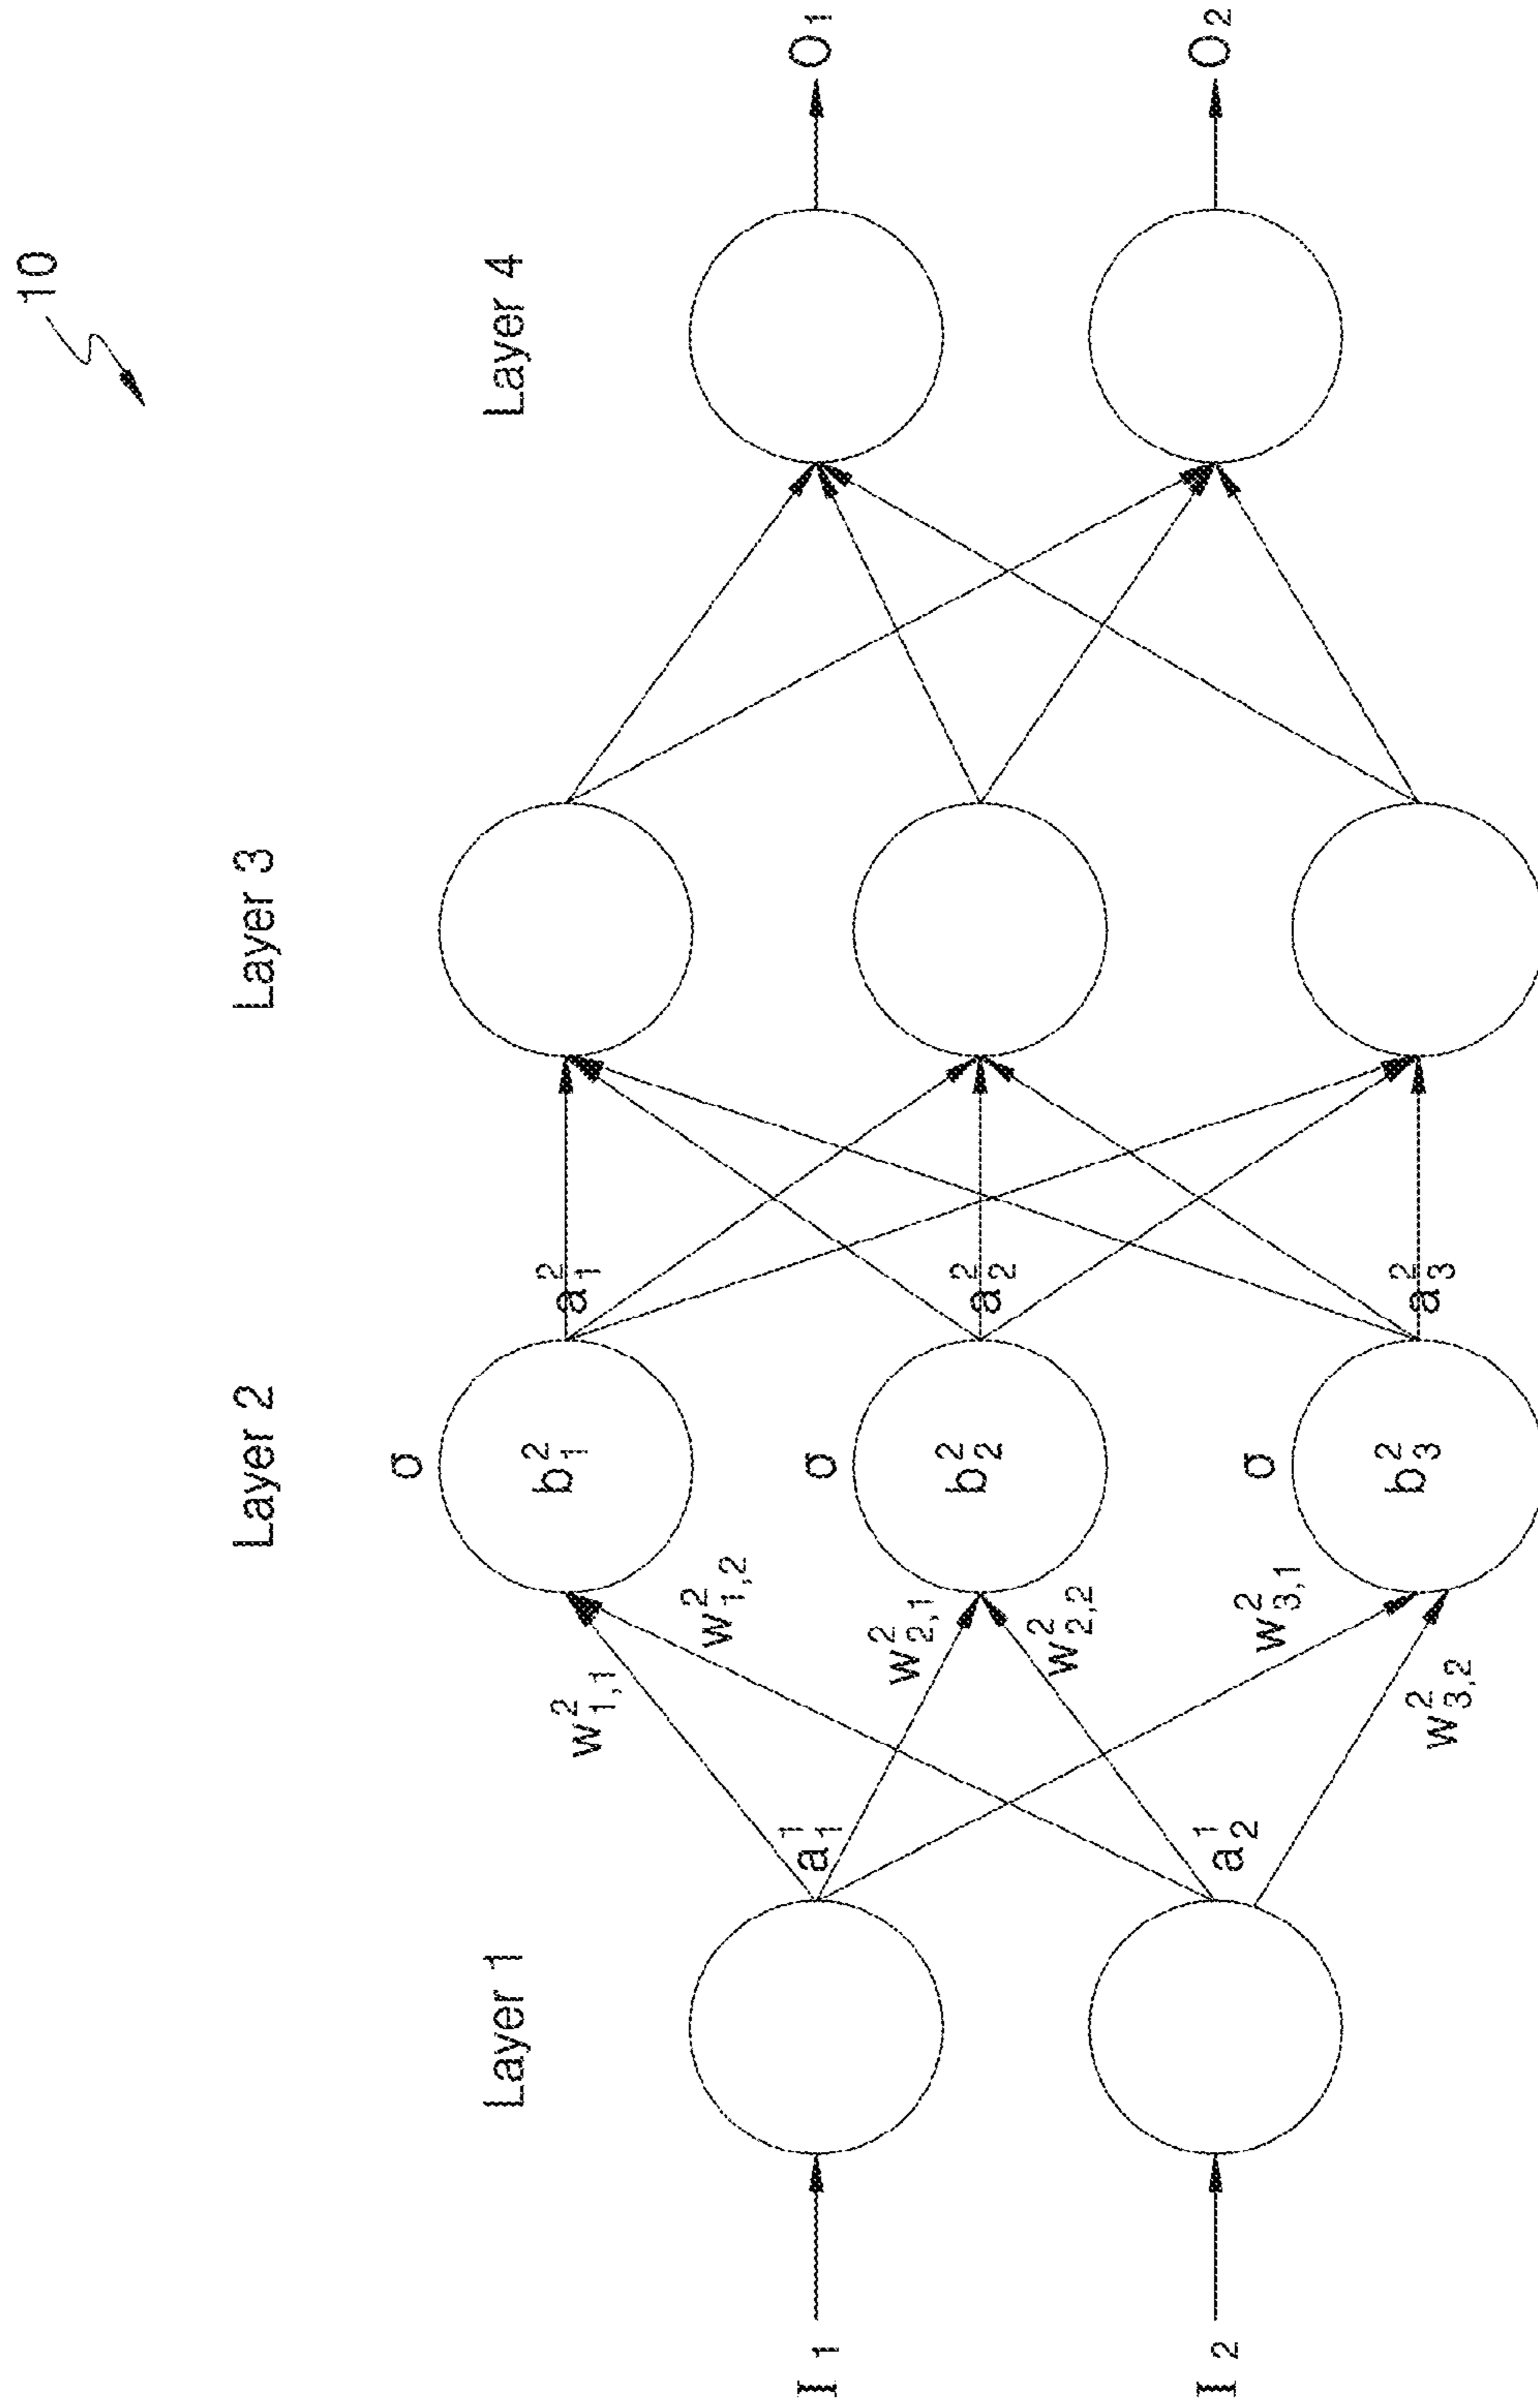 10
Layer 1
Layer 2
Layer 3
Layer 4
I₁
I₂
a¹₁
a¹₂
w²₁,₁
w²₁,₂
w²₂,₁
w²₂,₂
w²₃,₁
w²₃,₂
σ
b²₁
σ
b²₂
σ
b²₃
a²₁
a²₂
a²₃
O₁
O₂